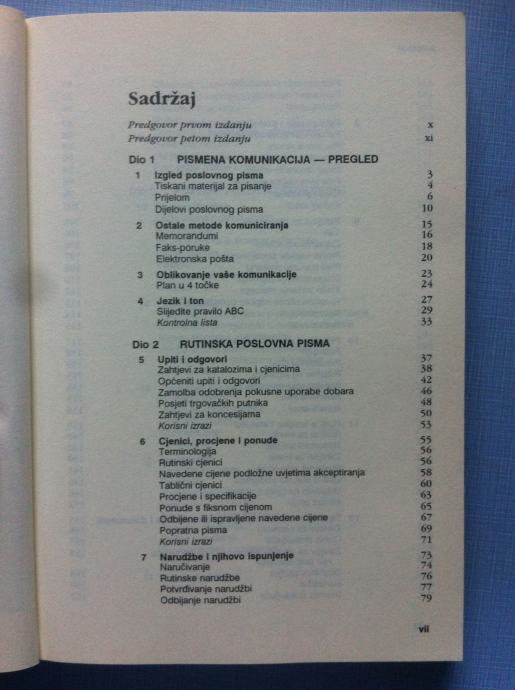 Sadržaj
Predgovor prvom izdanju x
Predgovor petom izdanju xi
Dio 1 PISMENA KOMUNIKACIJA — PREGLED
1 Izgled poslovnog pisma 3
Tiskani materijal za pisanje 4
Prijelom 6
Dijelovi poslovnog pisma 10
2 Ostale metode komuniciranja 15
Memorandumi 16
Faks-poruke 18
Elektronska pošta 20
3 Oblikovanje vaše komunikacije 23
Plan u 4 točke 24
4 Jezik i ton 27
Slijedite pravilo ABC 29
Kontrolna lista 33
Dio 2 RUTINSKA POSLOVNA PISMA
5 Upiti i odgovori 37
Zahtjevi za katalozima i cjenicima 38
Općeniti upiti i odgovori 42
Zamolba odobrenja pokusne uporabe dobara 46
Posjeti trgovačkih putnika 48
Zahtjevi za koncesijama 50
Korisni izrazi 53
6 Cjenici, procjene i ponude 55
Terminologija 56
Rutinski cjenici 56
Navedene cijene podložne uvjetima akceptiranja 58
Tablični cjenici 60
Procjene i specifikacije 63
Ponude s fiksnom cijenom 65
Odbijene ili ispravljene navedene cijene 67
Popratna pisma 69
Korisni izrazi 71
7 Narudžbe i njihovo ispunjenje 73
Naručivanje 74
Rutinske narudžbe 76
Potvrđivanje narudžbi 77
Odbijanje narudžbi 79
vii